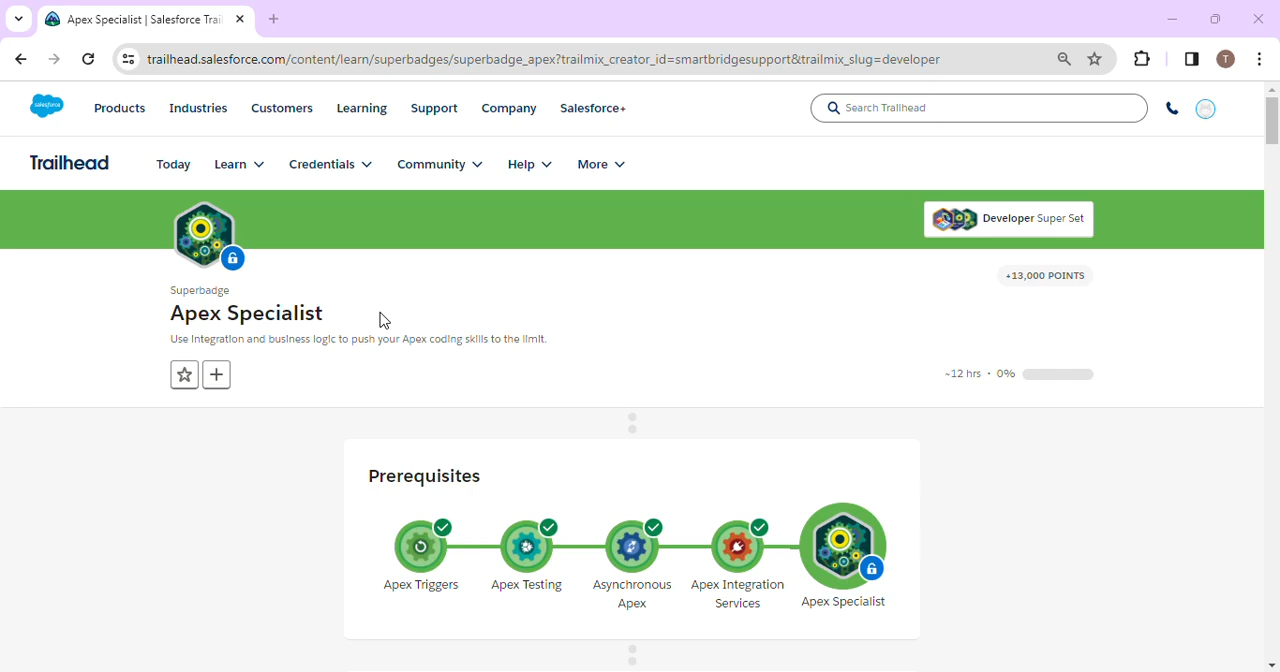 Apex Specialist | Salesforce Trai
trailhead.salesforce.com/content/learn/superbadges/superbadge_apex?trailmix_creator_id=smartbridgesupport&trailmix_slug=developer
T
salesforce
Products Industries Customers Learning Support Company Salesforce+
Search Trailhead
Trailhead
Today Learn Credentials Community Help More
Developer Super Set
+13,000 POINTS
Superbadge
Apex Specialist
Use integration and business logic to push your Apex coding skills to the limit.
~12 hrs • 0%
Prerequisites
Apex Triggers
Apex Testing
Asynchronous
Apex
Apex Integration
Services
Apex Specialist